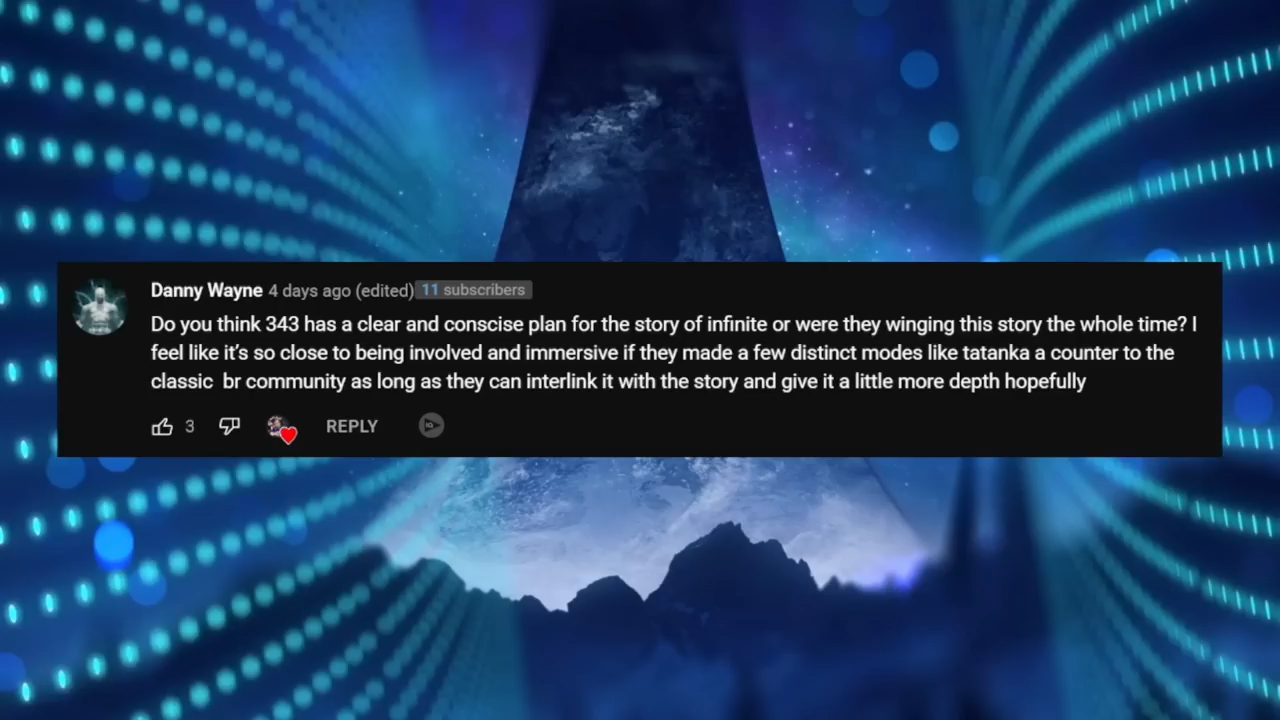 Danny Wayne 4 days ago (edited) 11 subscribers
Do you think 343 has a clear and conscise plan for the story of infinite or were they winging this story the whole time? I
feel like it's so close to being involved and immersive if they made a few distinct modes like tatanka a counter to the
classic  br community as long as they can interlink it with the story and give it a little more depth hopefully
3 REPLY